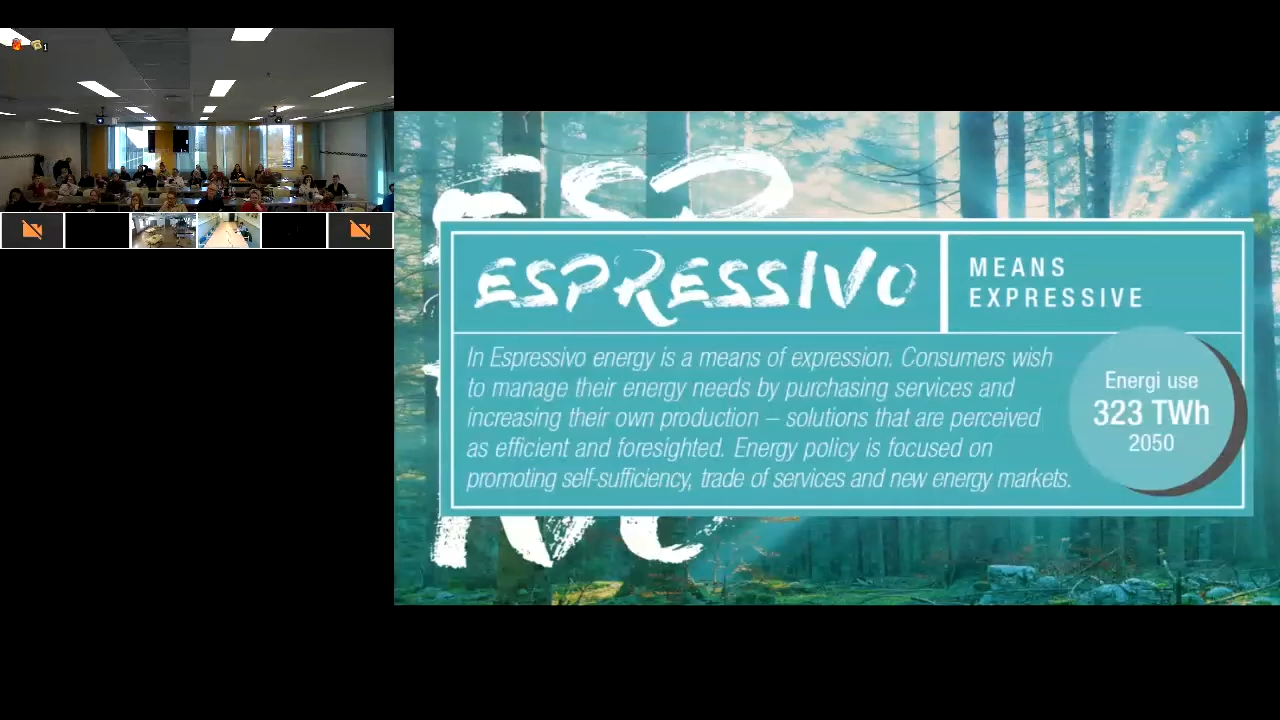 1
ESPRESSIVO
MEANS
EXPRESSIVE
In Espressivo energy is a means of expression. Consumers wish
to manage their energy needs by purchasing services and
increasing their own production – solutions that are perceived
as efficient and foresighted. Energy policy is focused on
promoting self-sufficiency, trade of services and new energy markets.
Energi use
323 TWh
2050